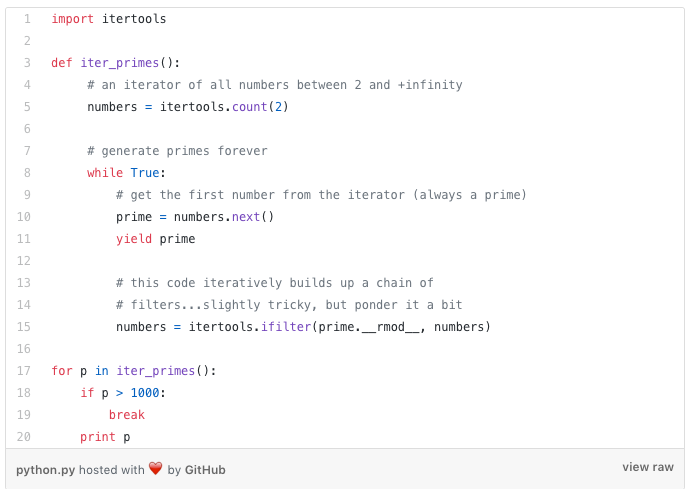 1 import itertools
2
3 def iter_primes():
4 # an iterator of all numbers between 2 and +infinity
5 numbers = itertools.count(2)
6
7 # generate primes forever
8 while True:
9 # get the first number from the iterator (always a prime)
10 prime = numbers.next()
11 yield prime
12
13 # this code iteratively builds up a chain of
14 # filters...slightly tricky, but ponder it a bit
15 numbers = itertools.ifilter(prime.__rmod__, numbers)
16
17 for p in iter_primes():
18 if p > 1000:
19 break
20 print p
python.py hosted with ❤ by GitHub view raw